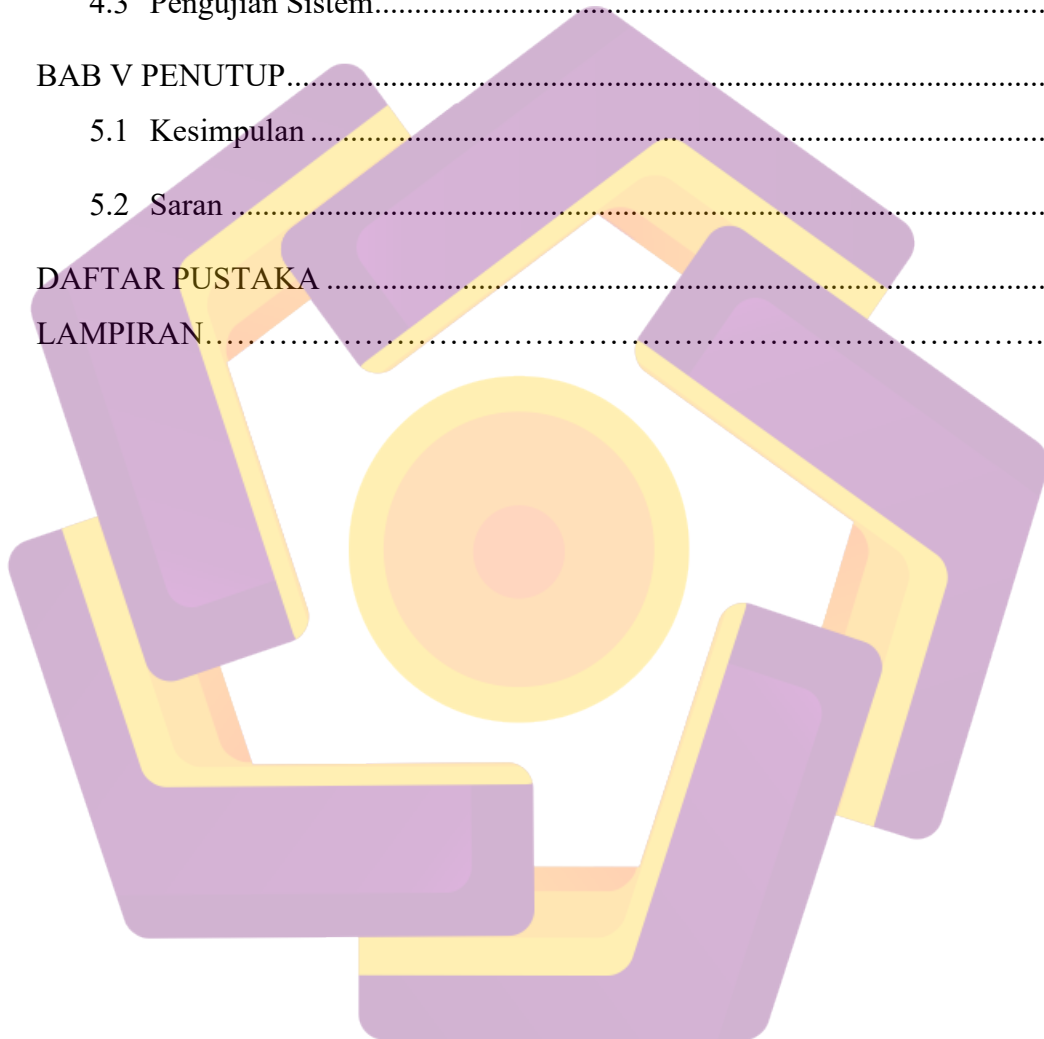 4.3 Pengujian Sistem..........................................................................................
BAB V PENUTUP....................................................................................................
5.1 Kesimpulan..................................................................................................
5.2 Saran............................................................................................................
DAFTAR PUSTAKA................................................................................................
LAMPIRAN……………………………………………………………………….